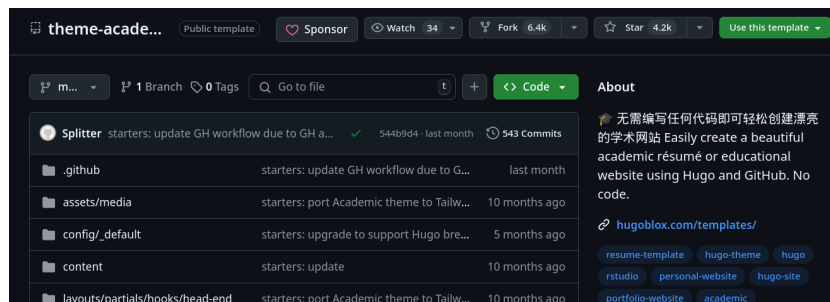 theme-acade... Public template Sponsor Watch 34 Fork 6.4k Star 4.2k Use this template
m... 1 Branch 0 Tags Go to file t + <> Code
Splitter starters: update GH workflow due to GH a... 544b9d4 · last month 543 Commits
.github starters: update GH workflow due to G... last month
assets/media starters: port Academic theme to Tailw... 10 months ago
config/_default starters: upgrade to support Hugo bre... 5 months ago
content starters: update 10 months ago
layouts/partials/hooks/head-end starters: port Academic theme to Tailw... 10 months ago
About
🎓 无需编写任何代码即可轻松创建漂亮
的学术网站 Easily create a beautiful
academic résumé or educational
website using Hugo and GitHub. No
code.
hugoblox.com/templates/
resume-template hugo-theme hugo
rstudio personal-website hugo-site
portfolio-website academic